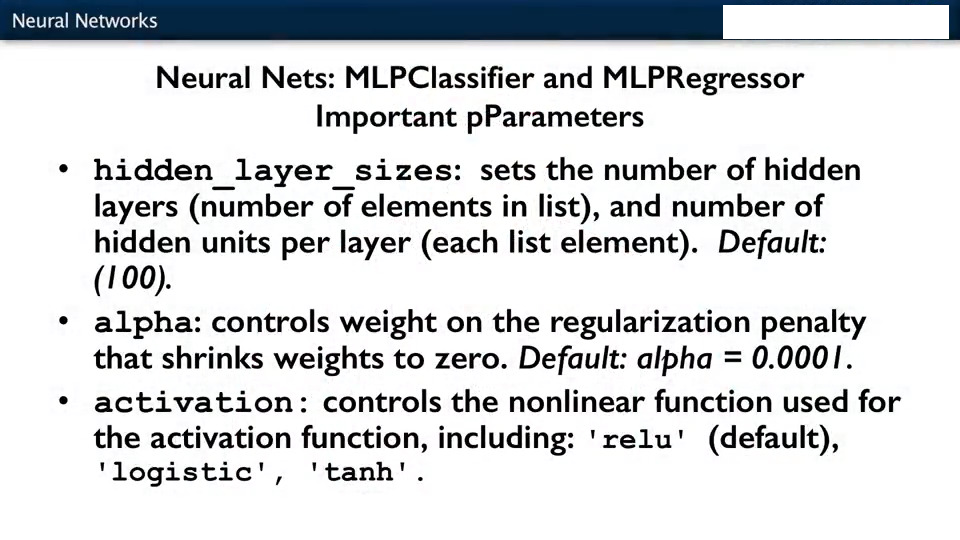 Neural Networks
Neural Nets: MLPClassifier and MLPRegressor
Important pParameters
• hidden_layer_sizes: sets the number of hidden
layers (number of elements in list), and number of
hidden units per layer (each list element). Default:
(100).
• alpha: controls weight on the regularization penalty
that shrinks weights to zero. Default: alpha = 0.0001.
• activation: controls the nonlinear function used for
the activation function, including: 'relu' (default),
'logistic', 'tanh'.